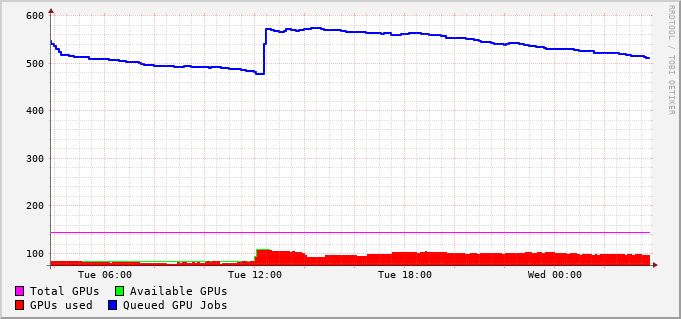 600
500
400
300
200
100
Tue 06:00 Tue 12:00 Tue 18:00 Wed 00:00
Total GPUs Available GPUs
GPUs used Queued GPU Jobs
RRDTOOL / TOBI OETIKER